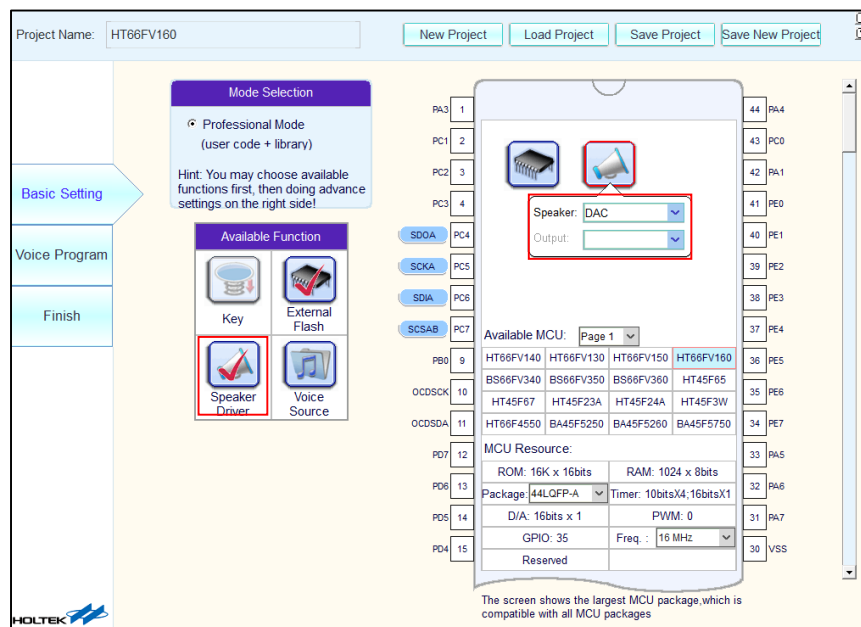 Project Name: HT66FV160 New Project Load Project Save Project Save New Project
Basic Setting
Voice Program
Finish
Mode Selection
Professional Mode
(user code + library)
Hint: You may choose available
functions first, then doing advance
settings on the right side!
Available Function
Key
External
Flash
Speaker
Driver
Voice
Source
PA3 1
PC1 2
PC2 3
PC3 4
SDOA PC4
SCKA PC5
SDIA PC6
SCSAB PC7
PB0 9
OCDSCK 10
OCDSDA 11
PD7 12
PD6 13
PD5 14
PD4 15
Speaker: DAC
Output:
Available MCU: Page 1
HT66FV140 HT66FV130 HT66FV150 HT66FV160
BS66FV340 BS66FV350 BS66FV360 HT45F65
HT45F67 HT45F23A HT45F24A HT45F3W
HT66F4550 BA45F5250 BA45F5260 BA45F5750
MCU Resource:
ROM: 16K x 16bits RAM: 1024 x 8bits
Package: 44LQFP-A Timer: 10bitsX4;16bitsX1
D/A: 16bits x 1 PWM: 0
GPIO: 35 Freq. : 16 MHz
Reserved
44 PA4
43 PC0
42 PA1
41 PE0
40 PE1
39 PE2
38 PE3
37 PE4
36 PE5
35 PE6
34 PE7
33 PA5
32 PA6
31 PA7
30 VSS
The screen shows the largest MCU package,which is
compatible with all MCU packages
HOLTEK